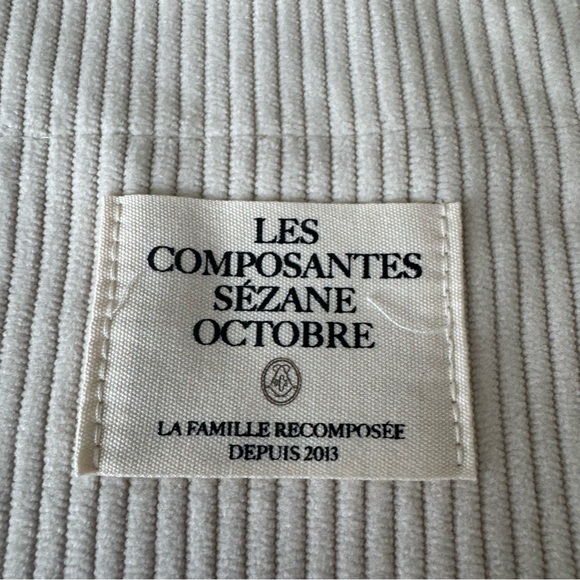 LES
COMPOSANTES
SÉZANE
OCTOBRE
LA FAMILLE RECOMPOSÉE
DEPUIS 2013